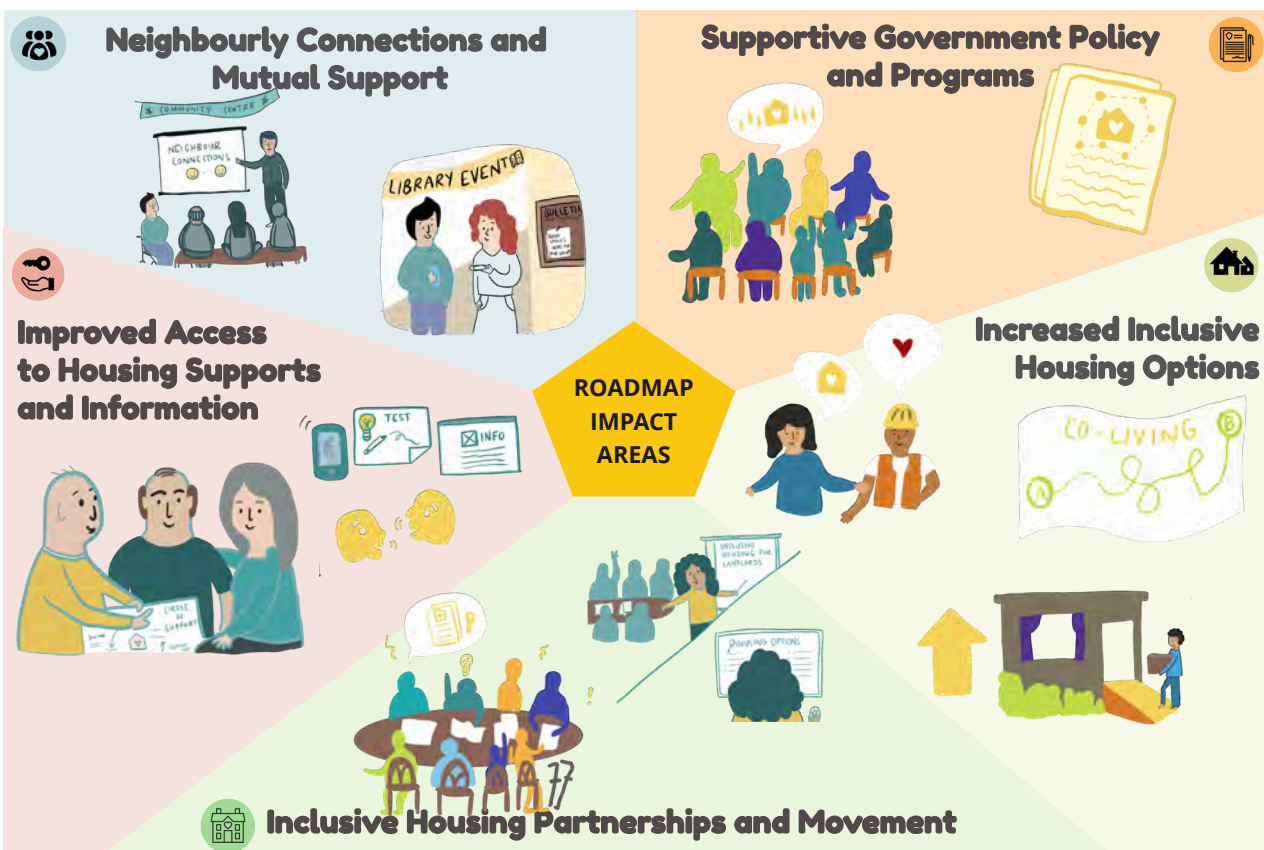 Neighbourly Connections and
Mutual Support
COMMUNITY CENTRE
NEIGHBOUR
CONNECTIONS
LIBRARY EVENT
BULLETIN
Supportive Government Policy
and Programs
Improved Access
to Housing Supports
and Information
TEST
INFO
CIRCLE
OF
SUPPORT
ROADMAP
IMPACT
AREAS
Increased Inclusive
Housing Options
CO-LIVING
A
B
INCLUSIVE
HOUSING FOR
LANDLORDS
HOUSING OPTIONS
Inclusive Housing Partnerships and Movement